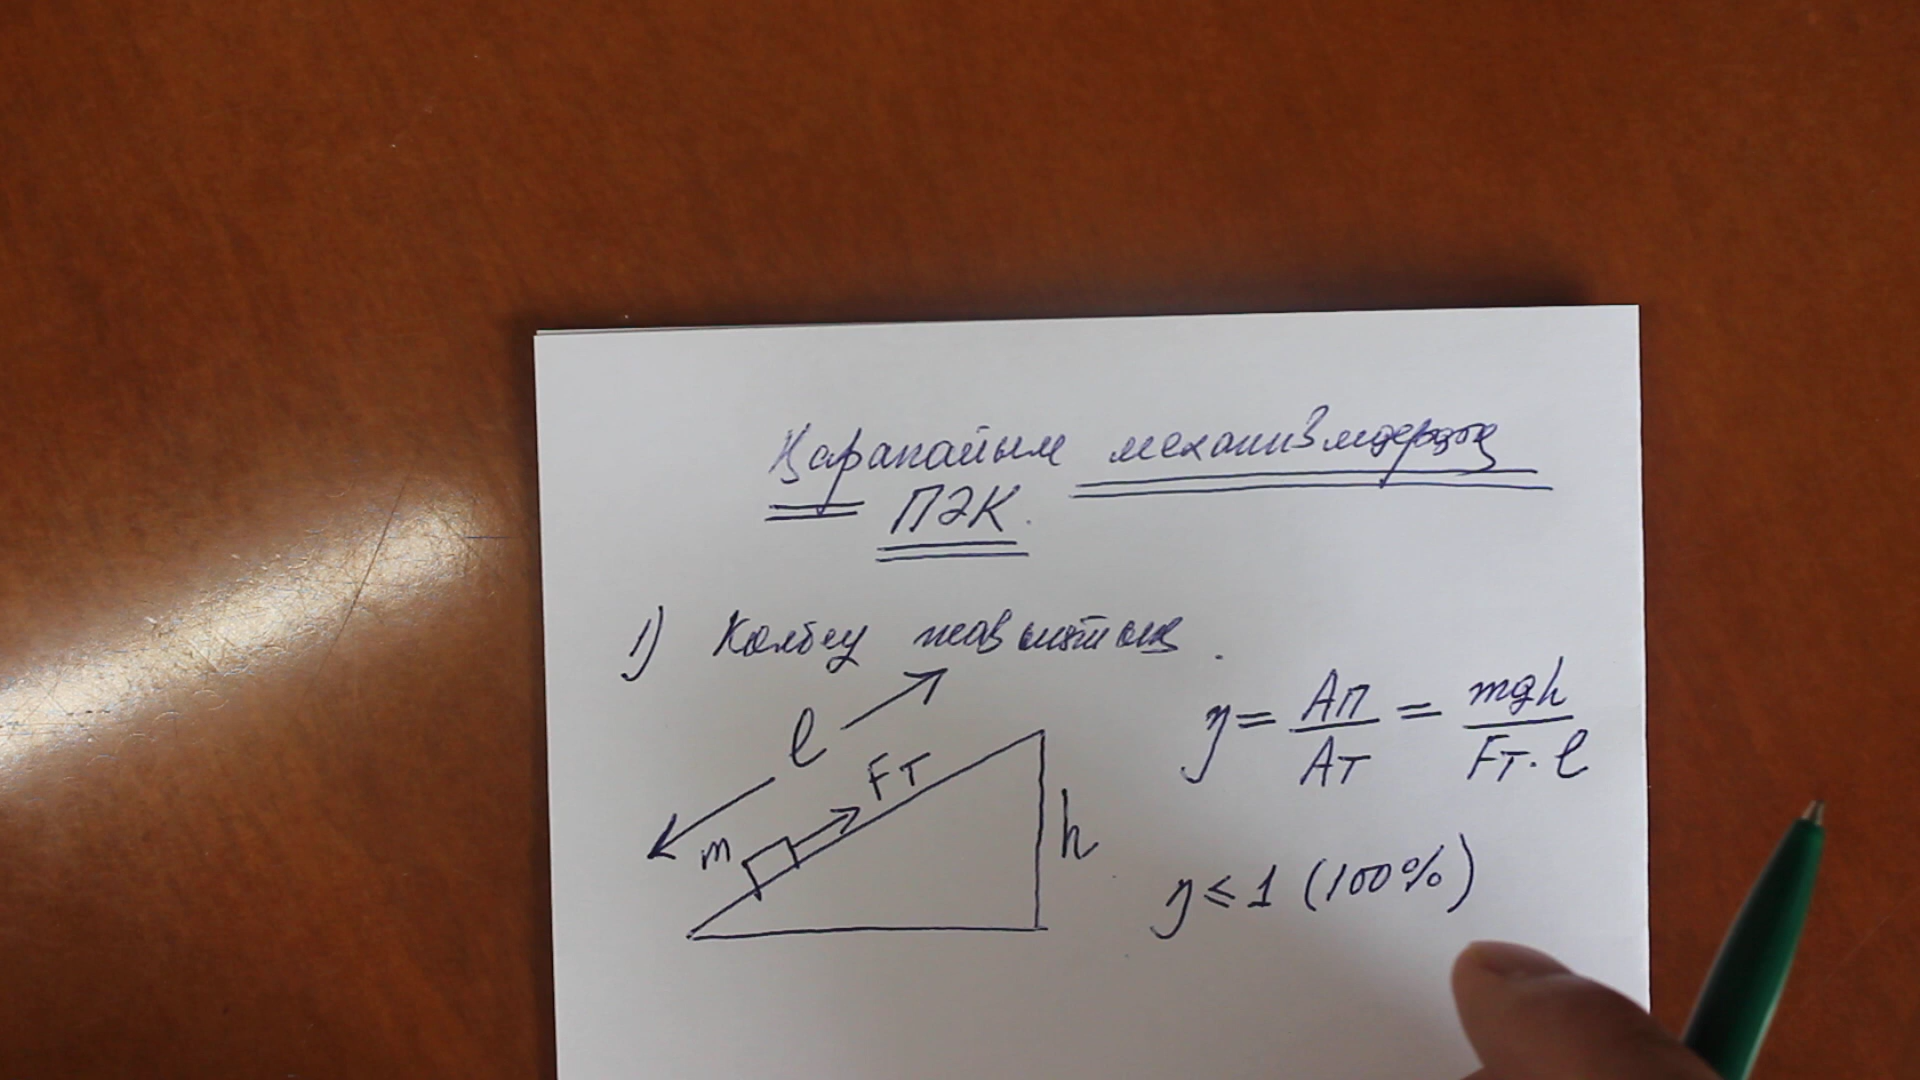 Қарапайым механизмдердің
ПӘК.
1) Көлбеу жазықтық.
l
Fт
m
h
η = Aп / Aт = mgh / Fт · l
η ≤ 1 (100%)